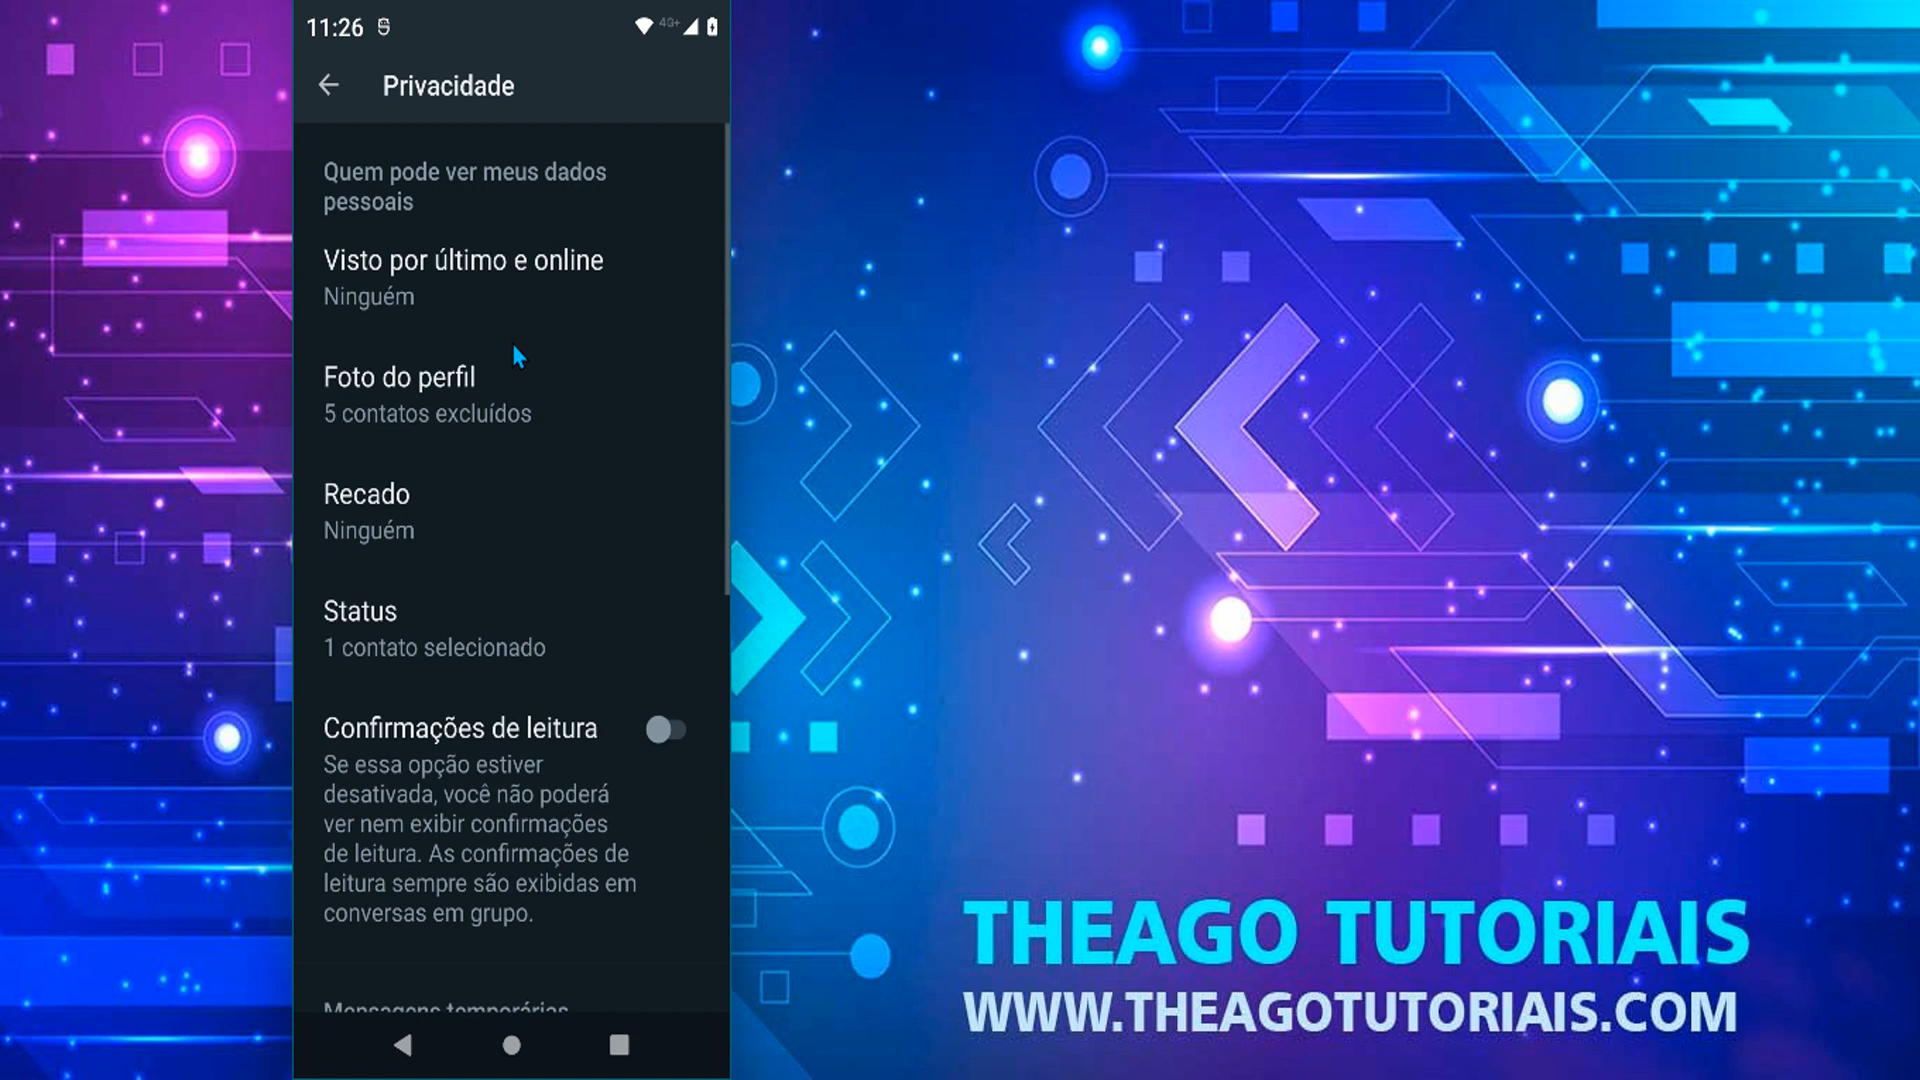 11:26
4G+
Privacidade
Quem pode ver meus dados
pessoais
Visto por último e online
Ninguém
Foto do perfil
5 contatos excluídos
Recado
Ninguém
Status
1 contato selecionado
Confirmações de leitura
Se essa opção estiver
desativada, você não poderá
ver nem exibir confirmações
de leitura. As confirmações de
leitura sempre são exibidas em
conversas em grupo.
Mensagens temporárias
THEAGO TUTORIAIS
WWW.THEAGOTUTORIAIS.COM